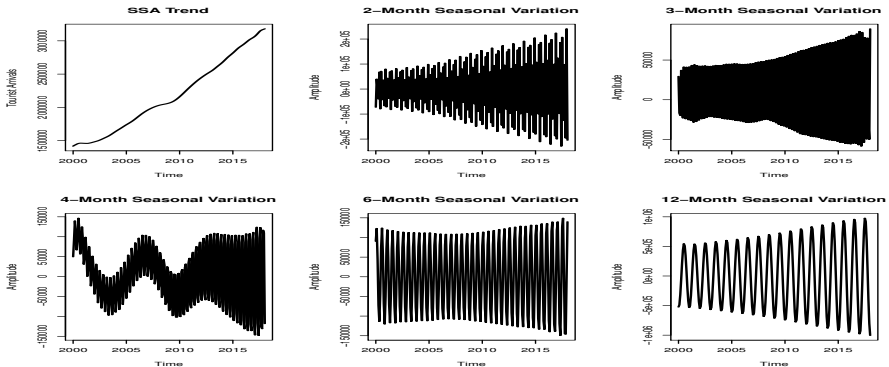 SSA Trend
Tourist Arrivals
1500000 2000000 2500000 3000000
2000 2005 2010 2015
Time
2−Month Seasonal Variation
Amplitude
−2e+05 −1e+05 0e+00 1e+05 2e+05
2000 2005 2010 2015
Time
3−Month Seasonal Variation
Amplitude
−50000 0 50000
2000 2005 2010 2015
Time
4−Month Seasonal Variation
Amplitude
−150000 −50000 0 50000 150000
2000 2005 2010 2015
Time
6−Month Seasonal Variation
Amplitude
−150000 −50000 0 50000 150000
2000 2005 2010 2015
Time
12−Month Seasonal Variation
Amplitude
−1e+06 −5e+05 0e+00 5e+05 1e+06
2000 2005 2010 2015
Time